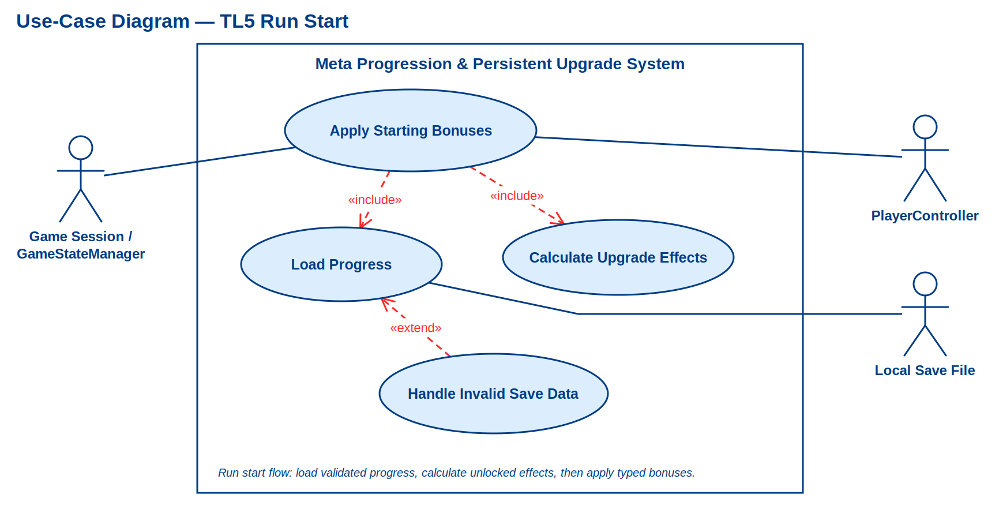 Use-Case Diagram — TL5 Run Start
Meta Progression & Persistent Upgrade System
Apply Starting Bonuses
«include»
«include»
Game Session /
GameStateManager
PlayerController
Load Progress
Calculate Upgrade Effects
«extend»
Local Save File
Handle Invalid Save Data
Run start flow: load validated progress, calculate unlocked effects, then apply typed bonuses.